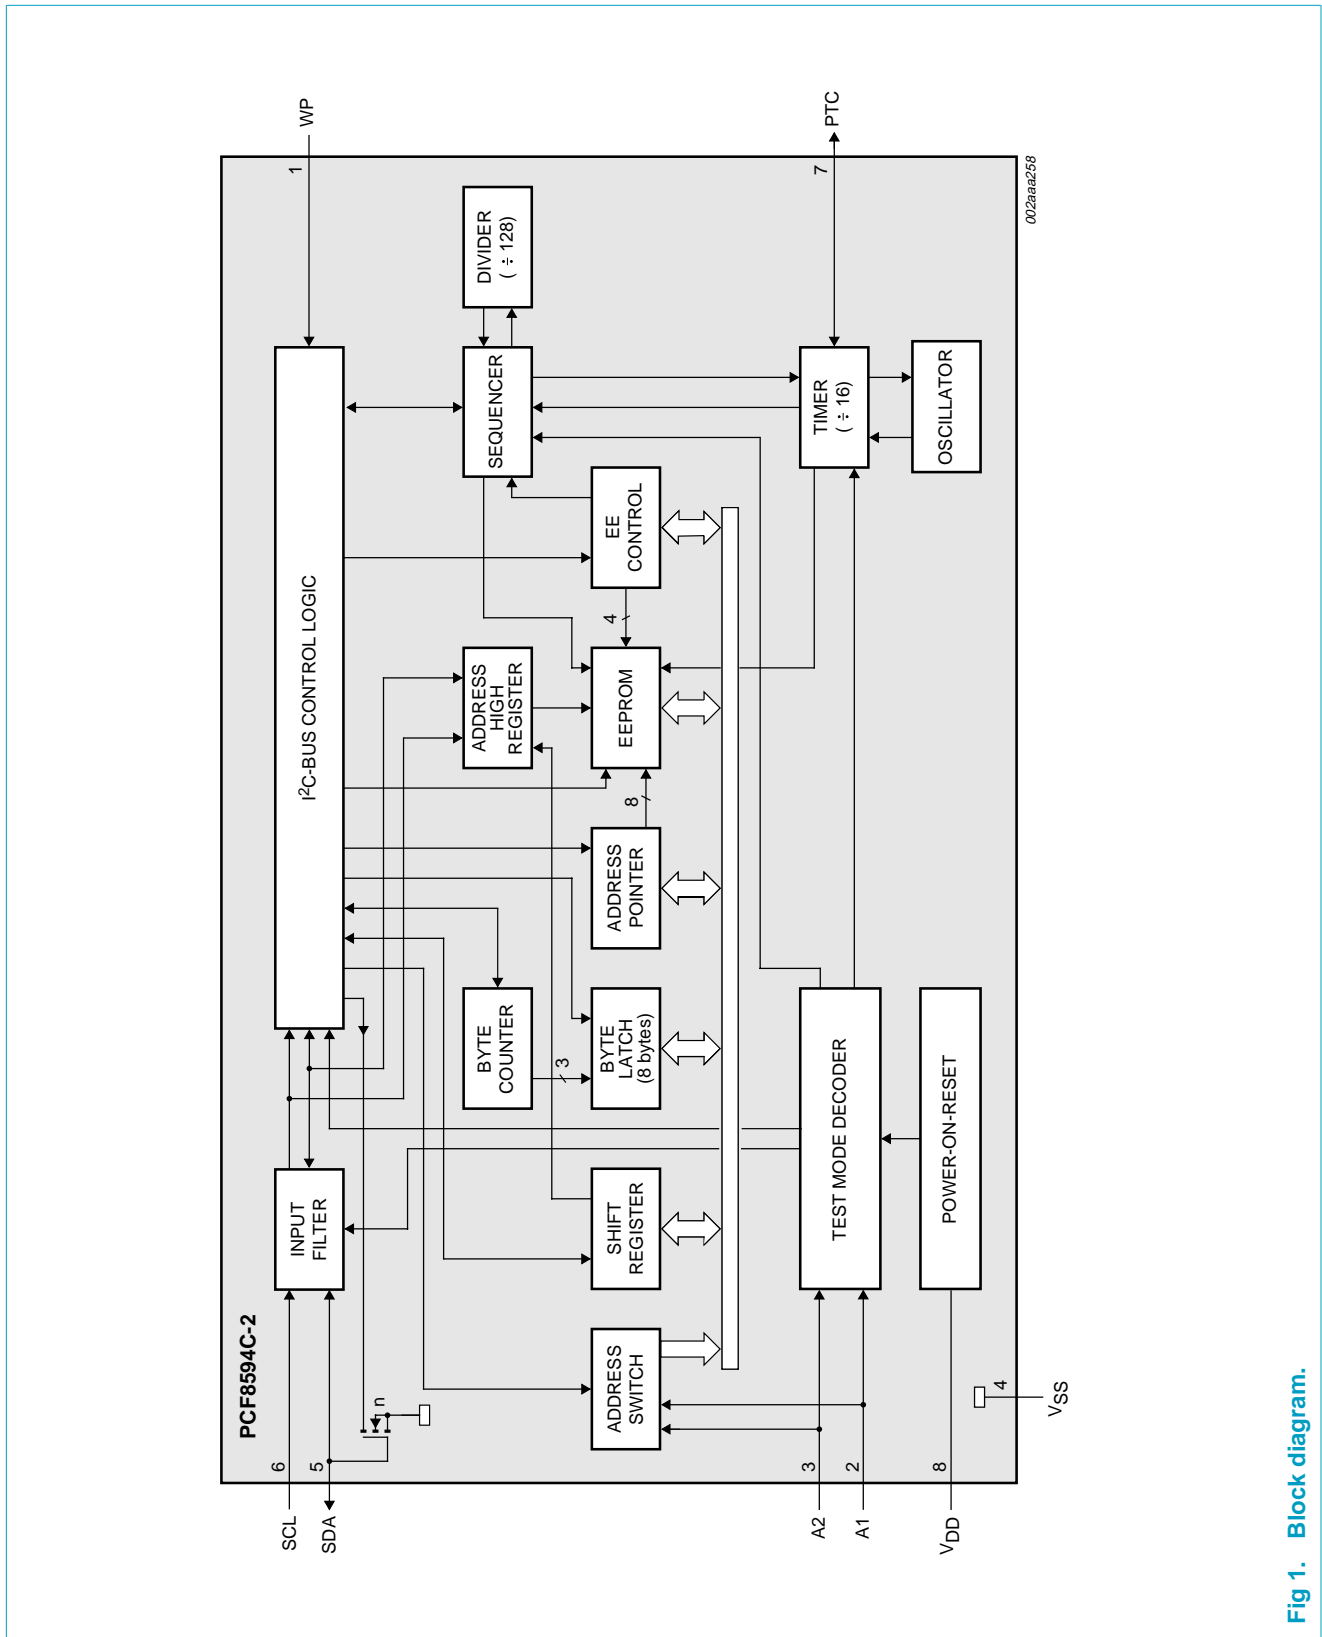 PCF8594C-2
SCL
6
SDA
5
n
INPUT
FILTER
I²C-BUS CONTROL LOGIC
1
WP
BYTE
COUNTER
3
ADDRESS
HIGH
REGISTER
SEQUENCER
DIVIDER
( ÷ 128)
ADDRESS
SWITCH
SHIFT
REGISTER
BYTE
LATCH
(8 bytes)
ADDRESS
POINTER
8
EEPROM
4
EE
CONTROL
A2
3
A1
2
TEST MODE DECODER
TIMER
( ÷ 16)
7
PTC
VDD
8
POWER-ON-RESET
OSCILLATOR
4
VSS
002aaa258
Fig 1. Block diagram.